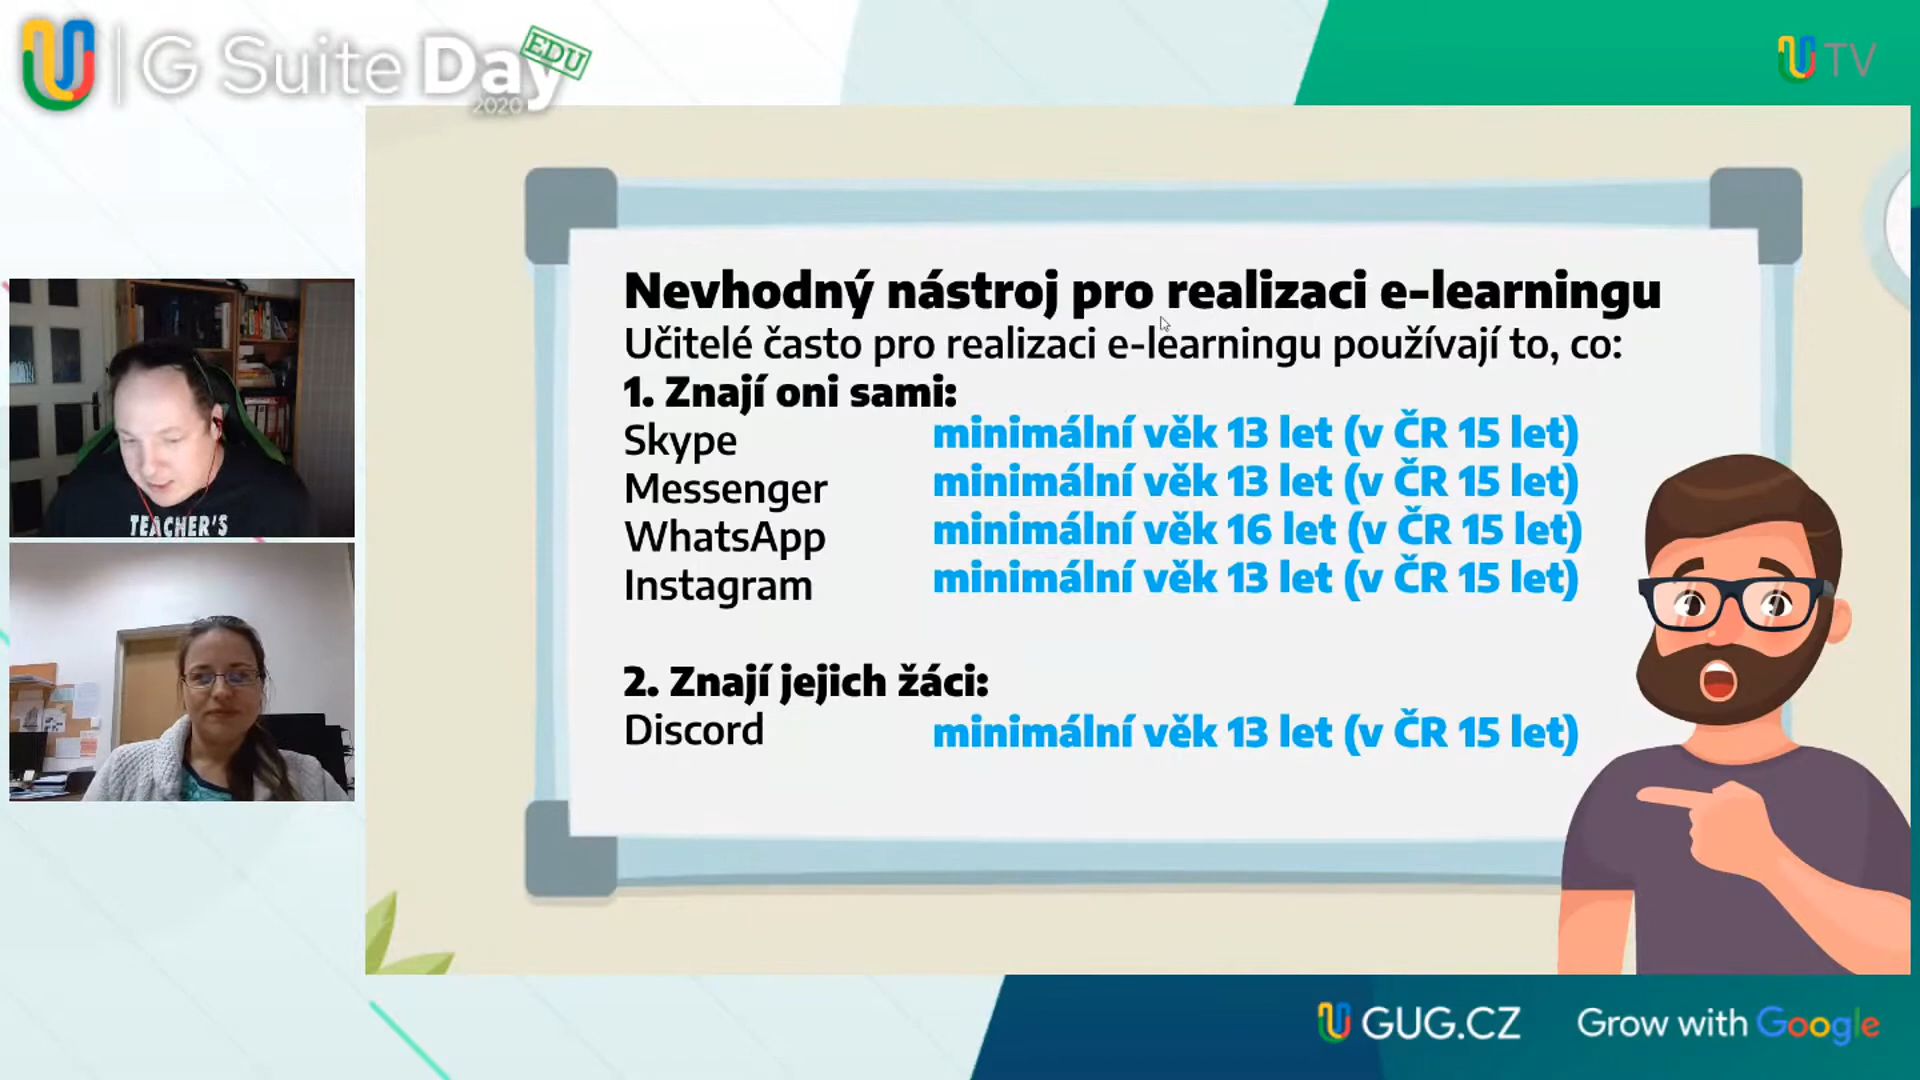 G Suite Day EDU
2020
TV
Nevhodný nástroj pro realizaci e-learningu
Učitelé často pro realizaci e-learningu používají to, co:
1. Znají oni sami:
Skype minimální věk 13 let (v ČR 15 let)
Messenger minimální věk 13 let (v ČR 15 let)
WhatsApp minimální věk 16 let (v ČR 15 let)
Instagram minimální věk 13 let (v ČR 15 let)
2. Znají jejich žáci:
Discord minimální věk 13 let (v ČR 15 let)
TEACHER'S
GUG.CZ Grow with Google